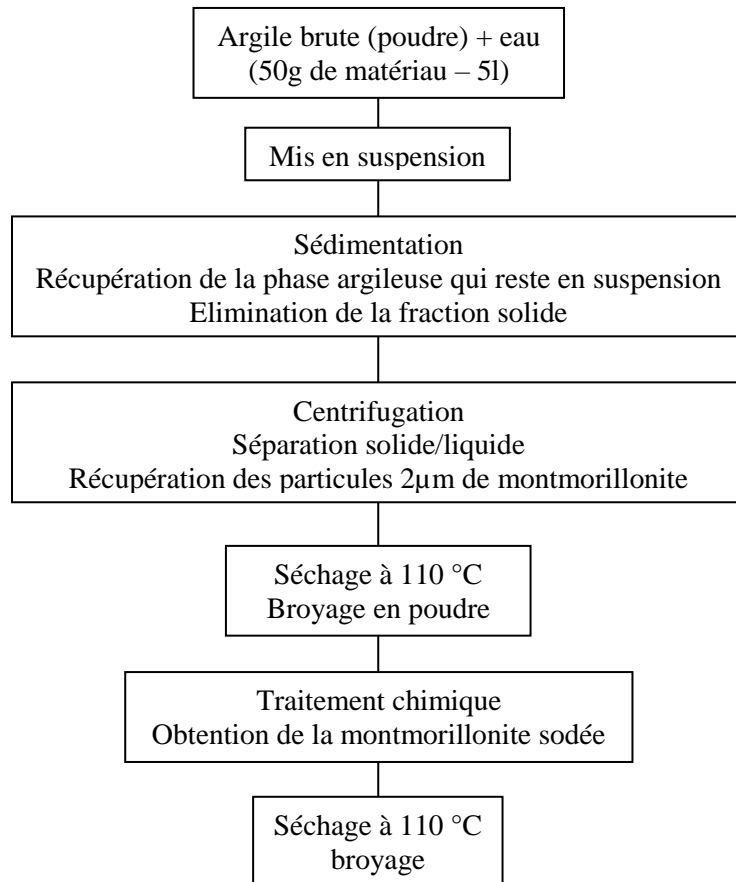 Argile brute (poudre) + eau
(50g de matériau – 5l)
Mis en suspension
Sédimentation
Récupération de la phase argileuse qui reste en suspension
Elimination de la fraction solide
Centrifugation
Séparation solide/liquide
Récupération des particules 2µm de montmorillonite
Séchage à 110 °C
Broyage en poudre
Traitement chimique
Obtention de la montmorillonite sodée
Séchage à 110 °C
broyage